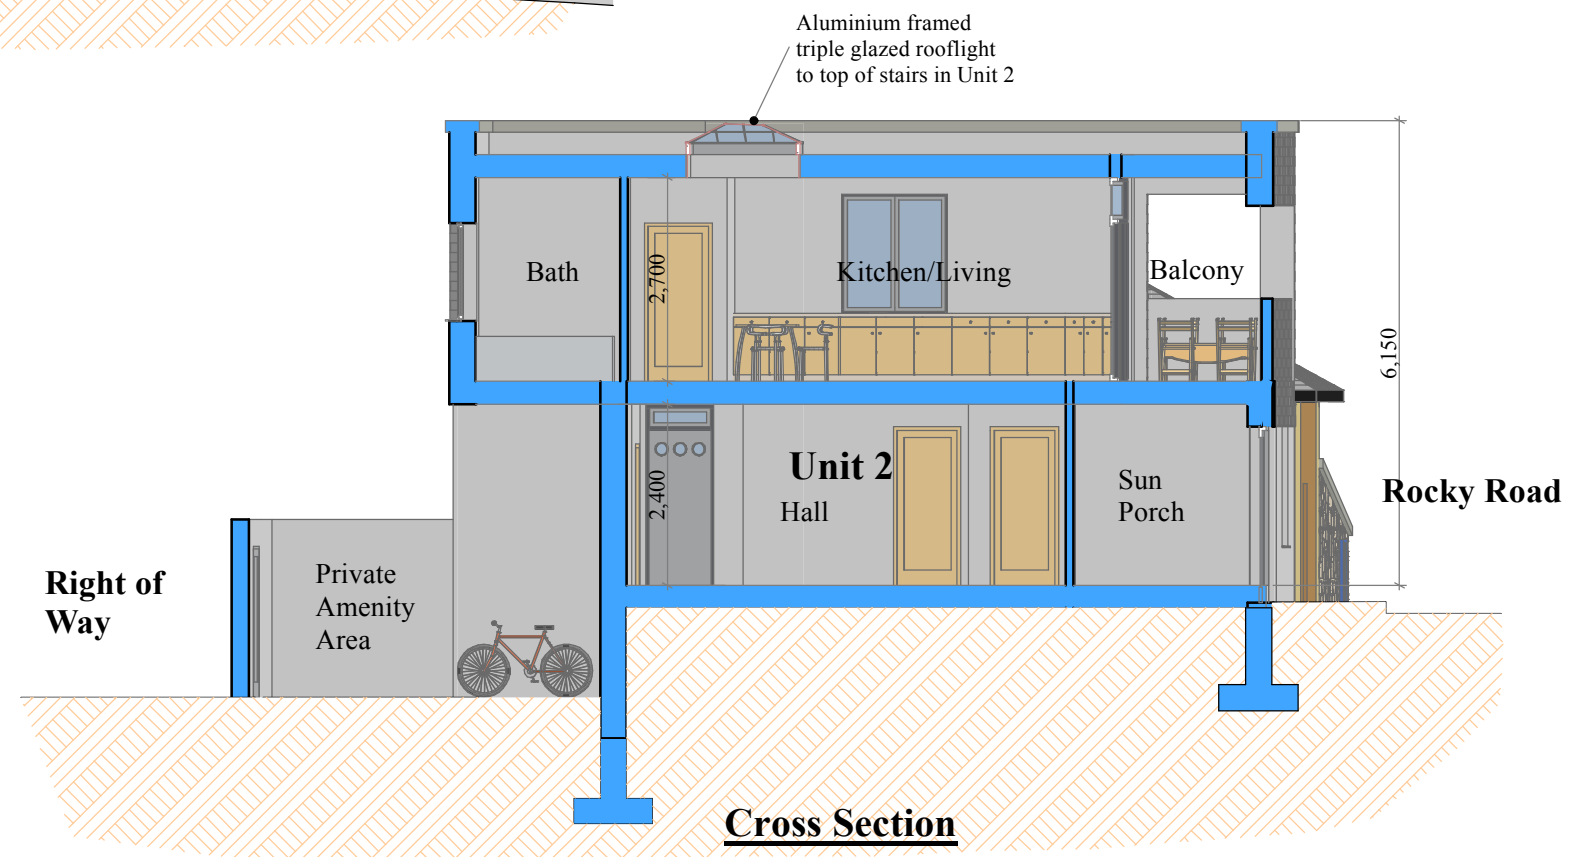 Aluminium framed
triple glazed rooflight
to top of stairs in Unit 2
Bath
2,700
Kitchen/Living
Balcony
6,150
2,400
Unit 2
Hall
Sun
Porch
Rocky Road
Right of
Way
Private
Amenity
Area
Cross Section